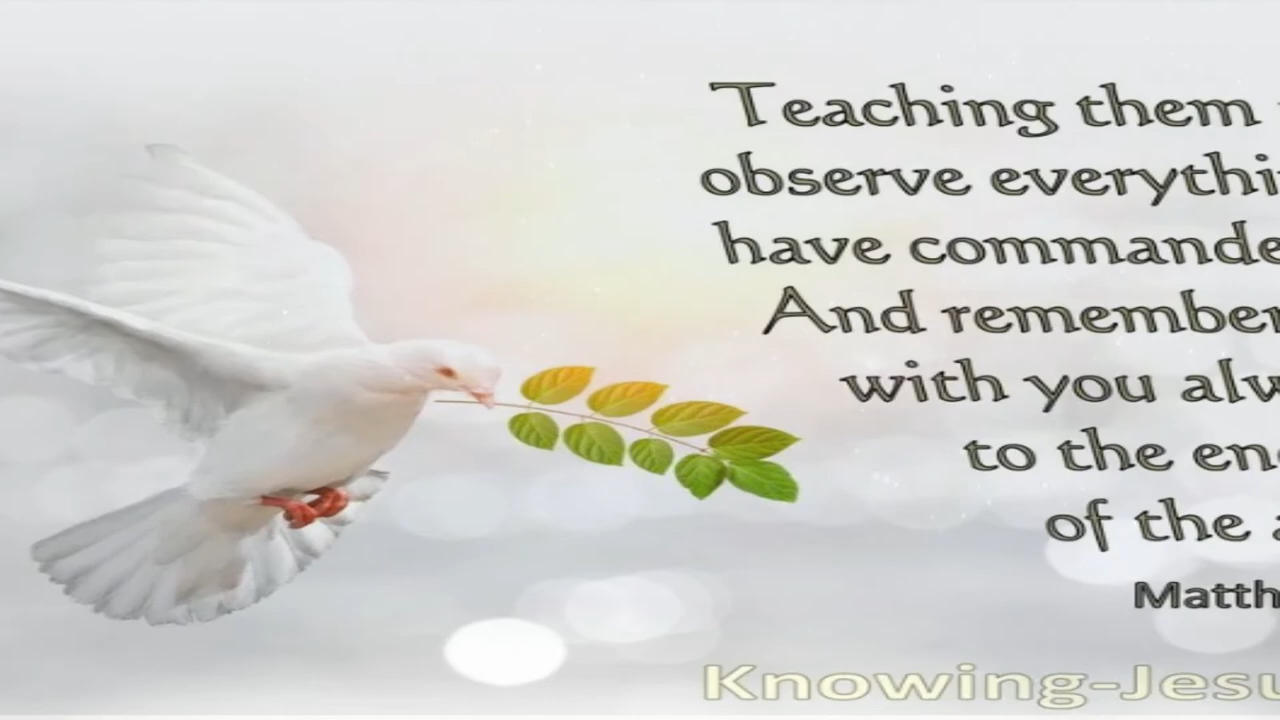 Teaching them
observe everythi
have commande
And remember
with you alw
to the en
of the
Matth
Knowing-Jesu